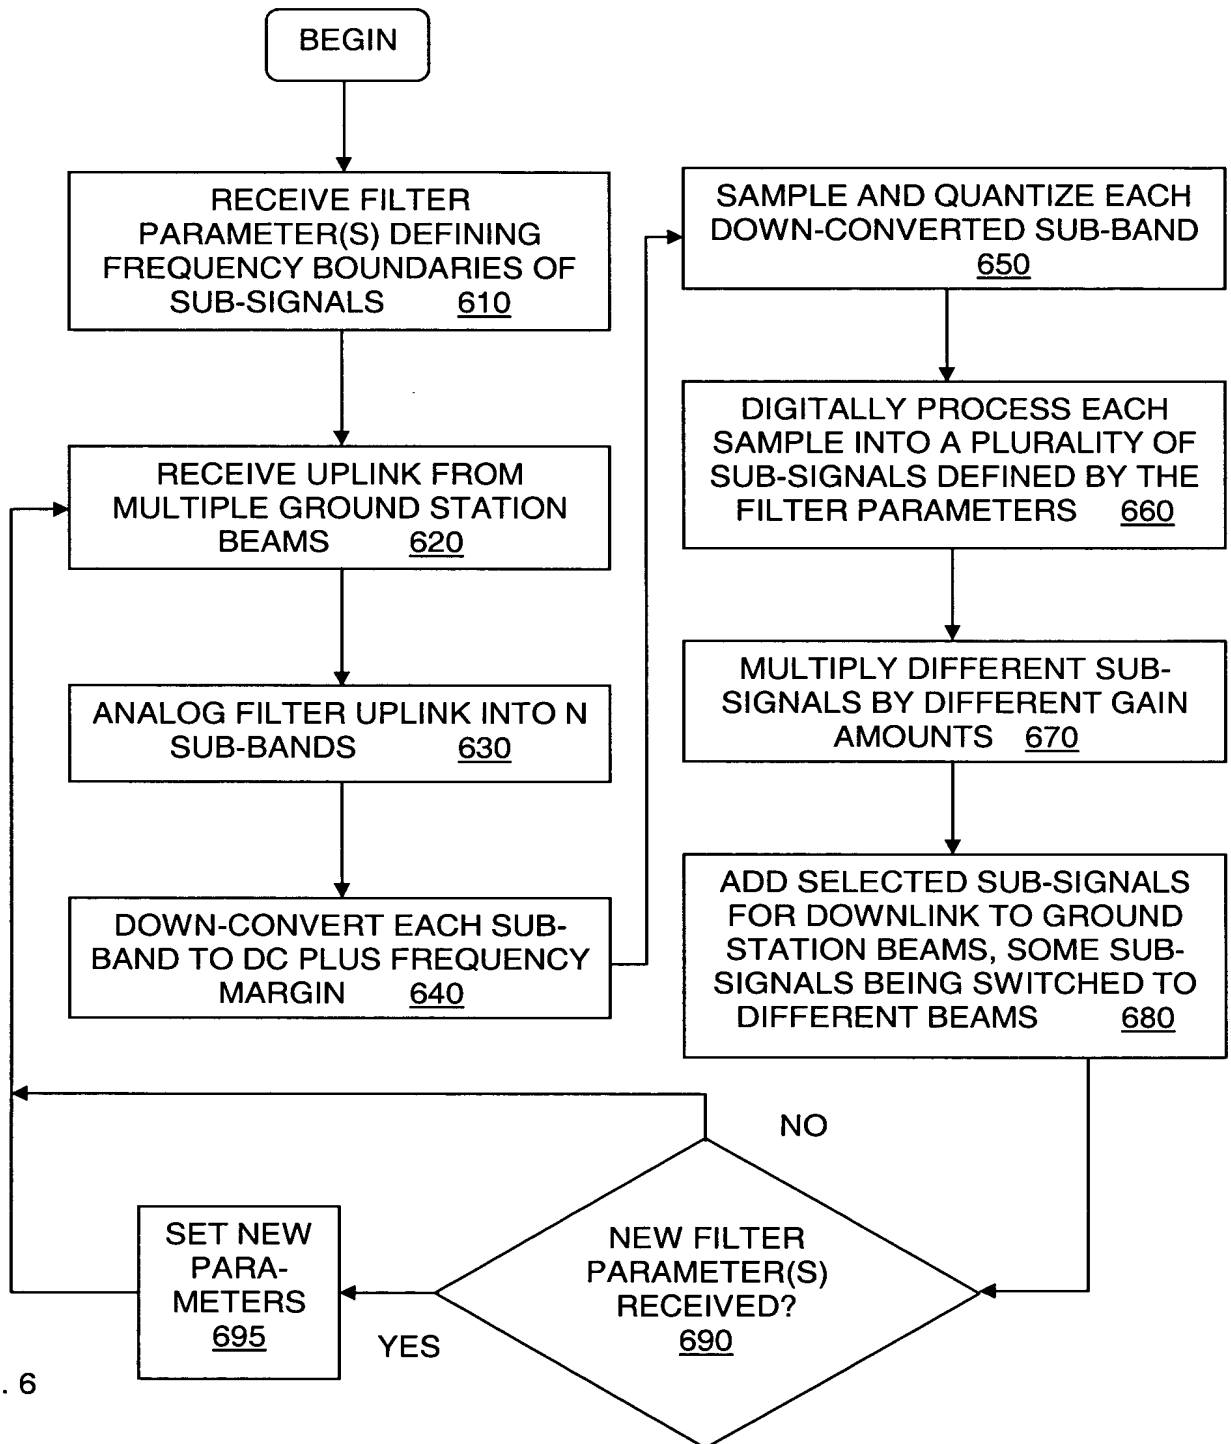 BEGIN
RECEIVE FILTER
PARAMETER(S) DEFINING
FREQUENCY BOUNDARIES OF
SUB-SIGNALS 610
RECEIVE UPLINK FROM
MULTIPLE GROUND STATION
BEAMS 620
ANALOG FILTER UPLINK INTO N
SUB-BANDS 630
DOWN-CONVERT EACH SUB-
BAND TO DC PLUS FREQUENCY
MARGIN 640
SAMPLE AND QUANTIZE EACH
DOWN-CONVERTED SUB-BAND
650
DIGITALLY PROCESS EACH
SAMPLE INTO A PLURALITY OF
SUB-SIGNALS DEFINED BY THE
FILTER PARAMETERS 660
MULTIPLY DIFFERENT SUB-
SIGNALS BY DIFFERENT GAIN
AMOUNTS 670
ADD SELECTED SUB-SIGNALS
FOR DOWNLINK TO GROUND
STATION BEAMS, SOME SUB-
SIGNALS BEING SWITCHED TO
DIFFERENT BEAMS 680
NO
NEW FILTER
PARAMETER(S)
RECEIVED?
690
YES
SET NEW
PARA-
METERS
695
. 6